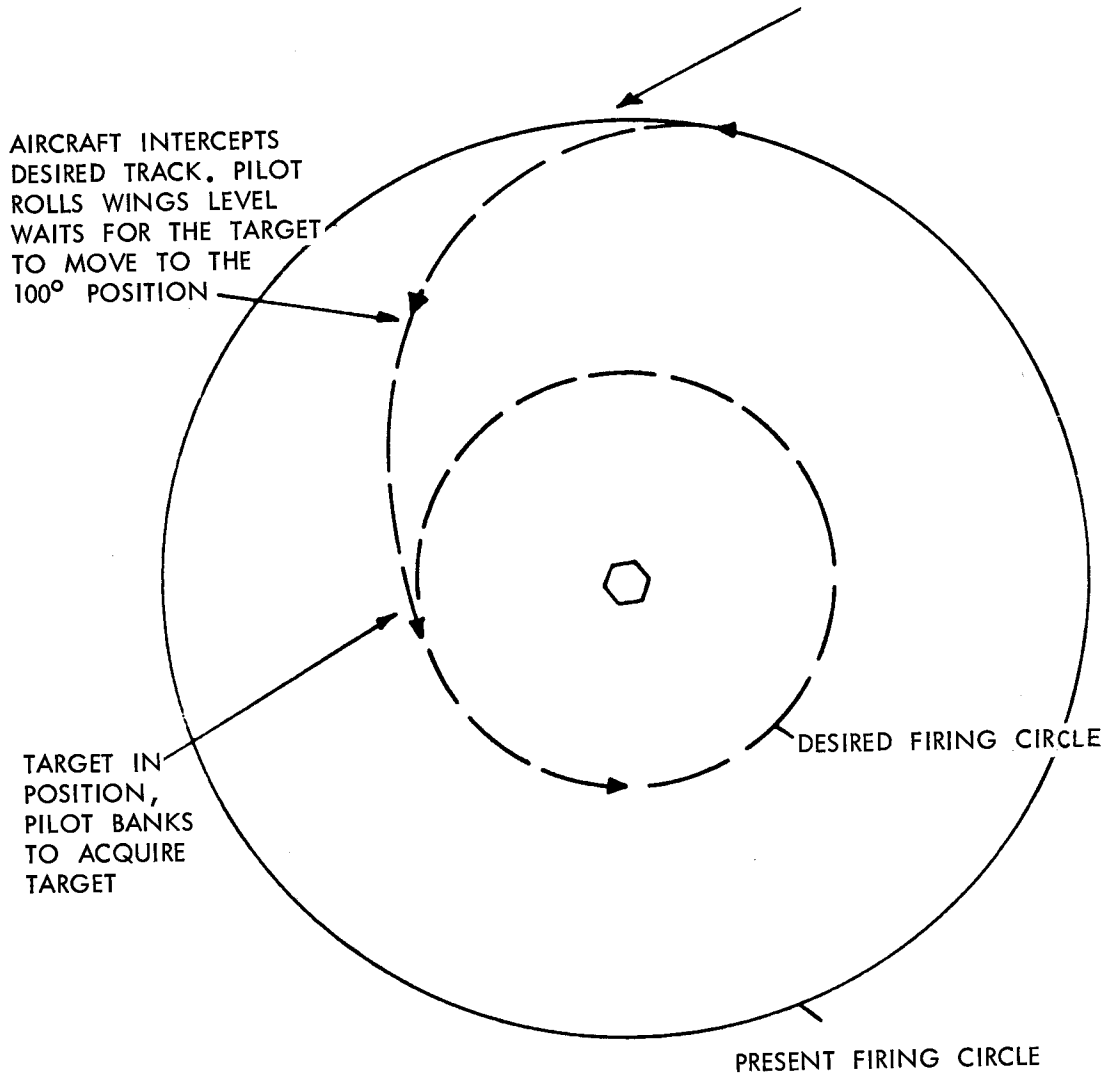 AIRCRAFT INTERCEPTS
DESIRED TRACK. PILOT
ROLLS WINGS LEVEL
WAITS FOR THE TARGET
TO MOVE TO THE
100° POSITION
TARGET IN
POSITION,
PILOT BANKS
TO ACQUIRE
TARGET
DESIRED FIRING CIRCLE
PRESENT FIRING CIRCLE